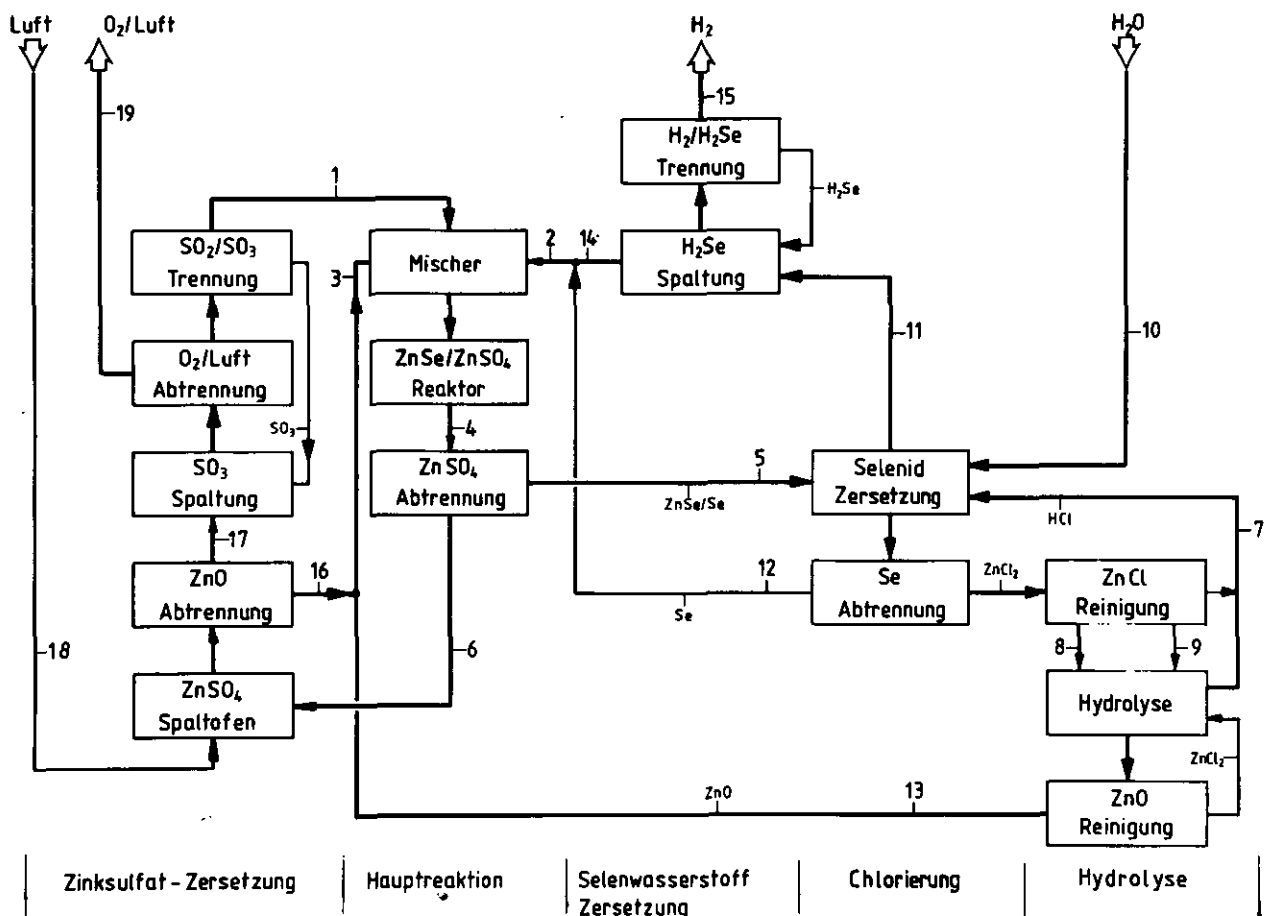 Luft
O₂/Luft
H₂
H₂O
19
15
H₂/H₂Se
Trennung
H₂Se
1
SO₂/SO₃
Trennung
3
Mischer
2
14
H₂Se
Spaltung
11
10
O₂/Luft
Abtrennung
ZnSe/ZnSO₄
Reaktor
SO₃
4
SO₃
Spaltung
ZnSO₄
Abtrennung
5
ZnSe/Se
Selenid
Zersetzung
HCl
7
17
ZnO
Abtrennung
16
12
Se
Se
Abtrennung
ZnCl₂
ZnCl
Reinigung
18
6
8
9
ZnSO₄
Spaltofen
Hydrolyse
ZnCl₂
ZnO
13
ZnO
Reinigung
Zinksulfat-Zersetzung
Hauptreaktion
Selenwasserstoff
Zersetzung
Chlorierung
Hydrolyse